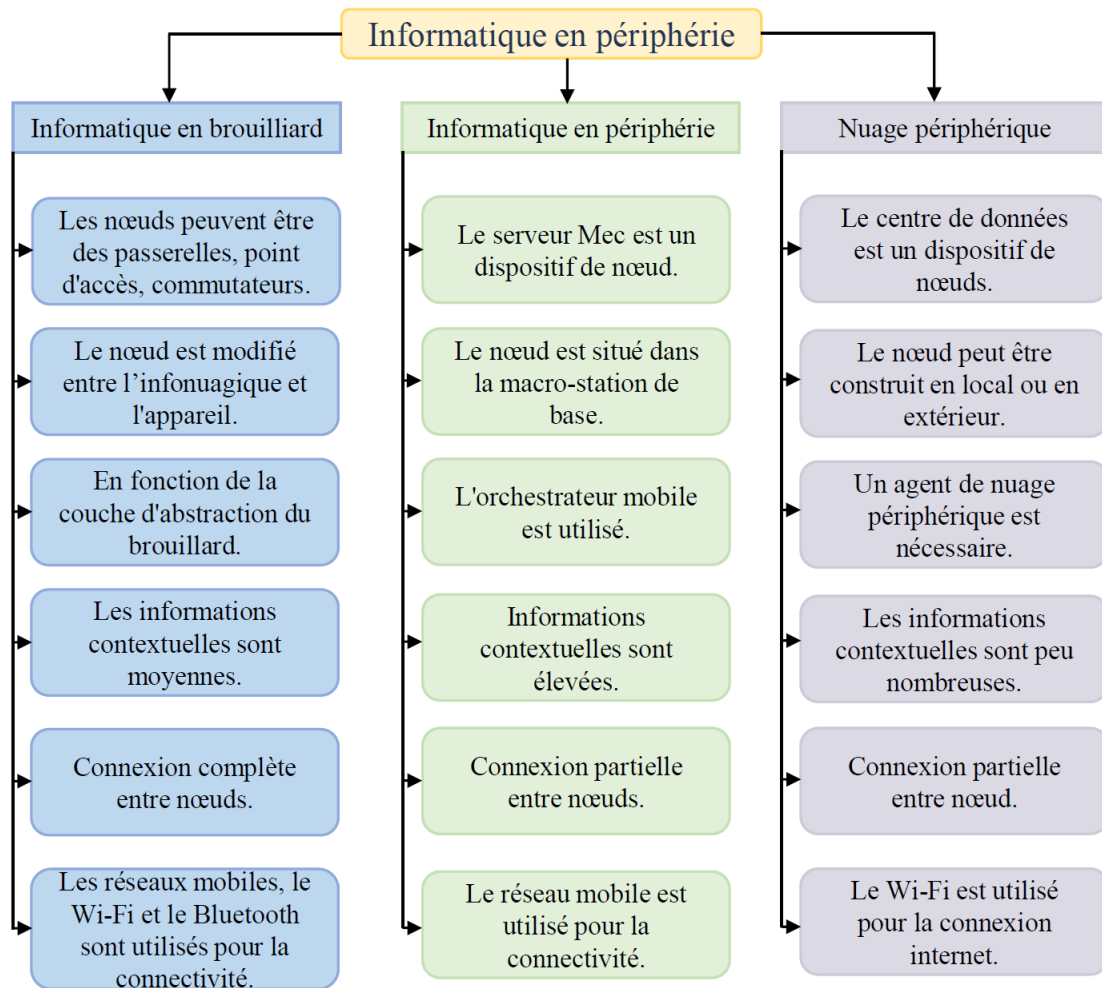 Informatique en périphérie
Informatique en brouilliard
Les nœuds peuvent être
des passerelles, point
d'accès, commutateurs.
Le nœud est modifié
entre l’infonuagique et
l'appareil.
En fonction de la
couche d'abstraction du
brouillard.
Les informations
contextuelles sont
moyennes.
Connexion complète
entre nœuds.
Les réseaux mobiles, le
Wi-Fi et le Bluetooth
sont utilisés pour la
connectivité.
Informatique en périphérie
Le serveur Mec est un
dispositif de nœud.
Le nœud est situé dans
la macro-station de
base.
L'orchestrateur mobile
est utilisé.
Informations
contextuelles sont
élevées.
Connexion partielle
entre nœuds.
Le réseau mobile est
utilisé pour la
connectivité.
Nuage périphérique
Le centre de données
est un dispositif de
nœuds.
Le nœud peut être
construit en local ou en
extérieur.
Un agent de nuage
périphérique est
nécessaire.
Les informations
contextuelles sont peu
nombreuses.
Connexion partielle
entre nœud.
Le Wi-Fi est utilisé
pour la connexion
internet.